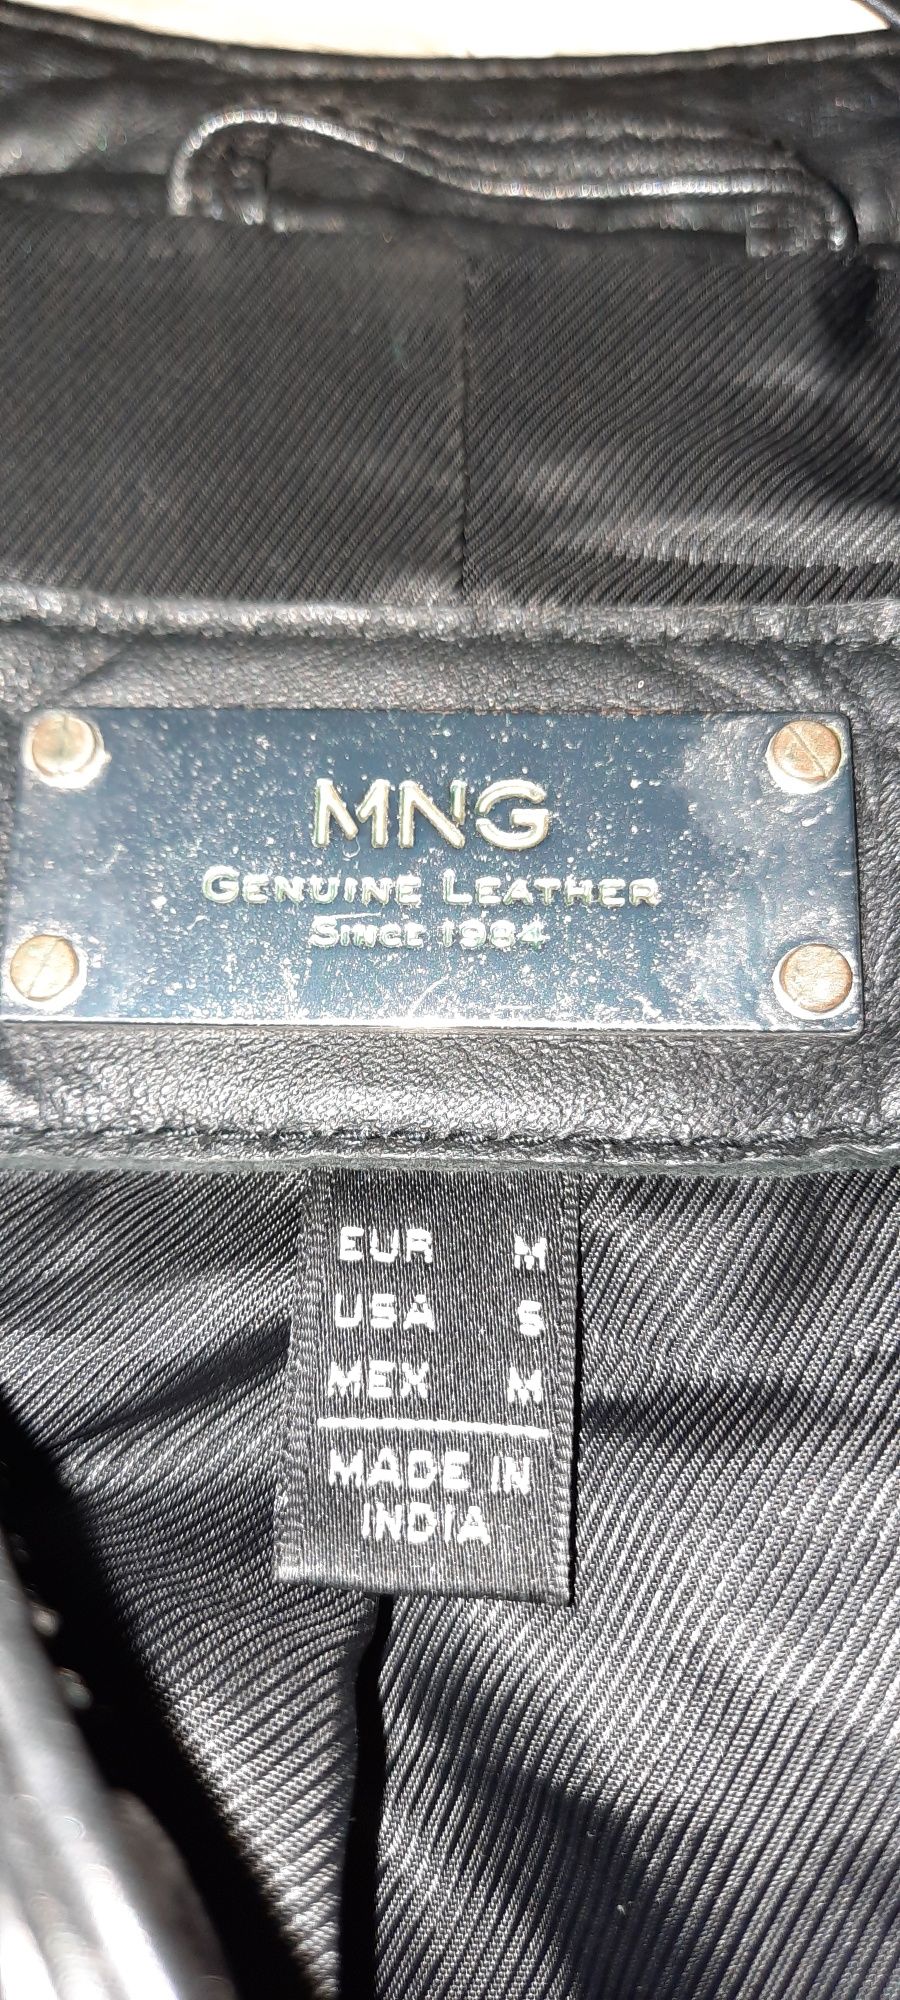 MNG
GENUINE LEATHER
SINCE 1984
EUR M
USA S
MEX M
MADE IN
INDIA